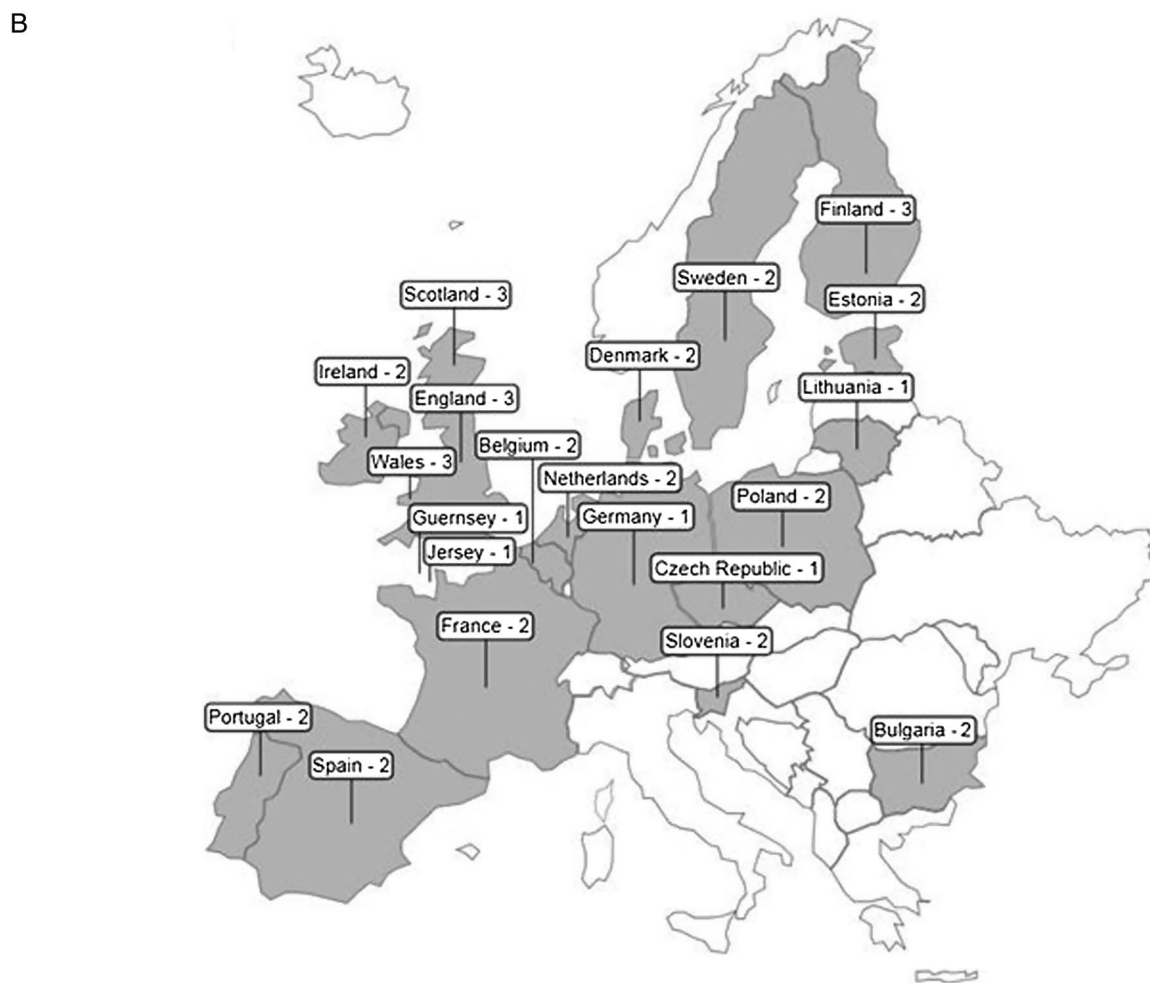 B
Finland - 3
Sweden - 2
Scotland - 3
Estonia - 2
Denmark - 2
Ireland - 2
Lithuania - 1
England - 3
Belgium - 2
Wales - 3
Netherlands - 2
Poland - 2
Guernsey - 1
Germany - 1
Jersey - 1
Czech Republic - 1
France - 2
Slovenia - 2
Portugal - 2
Bulgaria - 2
Spain - 2